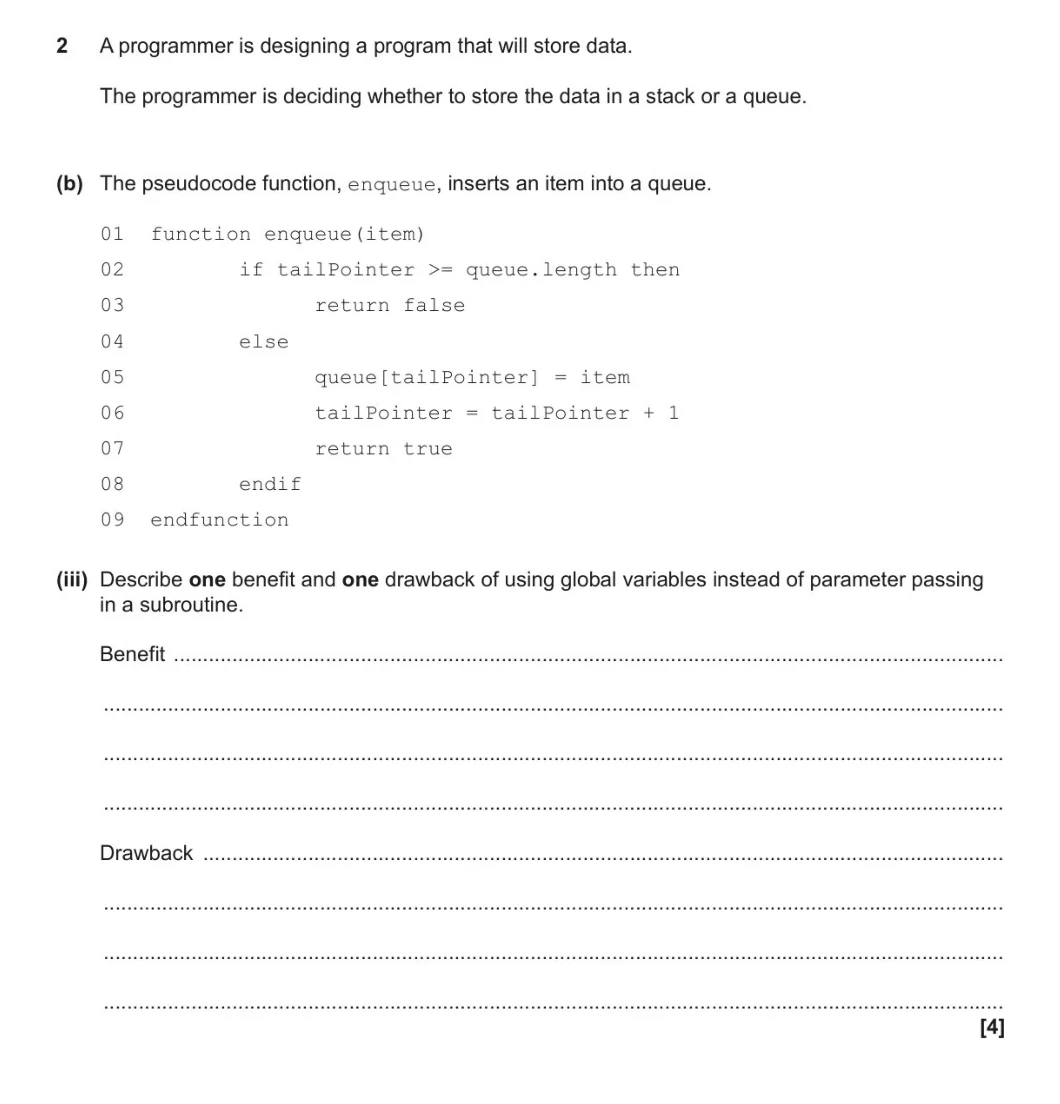 2 A programmer is designing a program that will store data.
The programmer is deciding whether to store the data in a stack or a queue.
(b) The pseudocode function, enqueue, inserts an item into a queue.
01 function enqueue(item)
02 if tailPointer >= queue.length then
03 return false
04 else
05 queue[tailPointer] = item
06 tailPointer = tailPointer + 1
07 return true
08 endif
09 endfunction
(iii) Describe one benefit and one drawback of using global variables instead of parameter passing
in a subroutine.
Benefit
Drawback
[4]